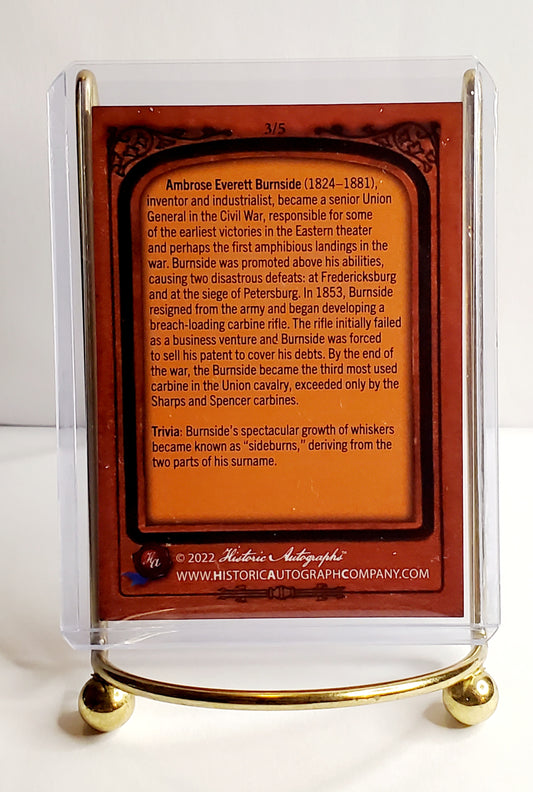 3/5
Ambrose Everett Burnside (1824–1881),
inventor and industrialist, became a senior Union
General in the Civil War, responsible for some
of the earliest victories in the Eastern theater
and perhaps the first amphibious landings in the
war. Burnside was promoted above his abilities,
causing two disastrous defeats: at Fredericksburg
and at the siege of Petersburg. In 1853, Burnside
resigned from the army and began developing a
breach-loading carbine rifle. The rifle initially failed
as a business venture and Burnside was forced
to sell his patent to cover his debts. By the end of
the war, the Burnside became the third most used
carbine in the Union cavalry, exceeded only by the
Sharps and Spencer carbines.
Trivia: Burnside's spectacular growth of whiskers
became known as “sideburns,” deriving from the
two parts of his surname.
Ha © 2022 Historic Autographs™
WWW.HISTORICAUTOGRAPHCOMPANY.COM